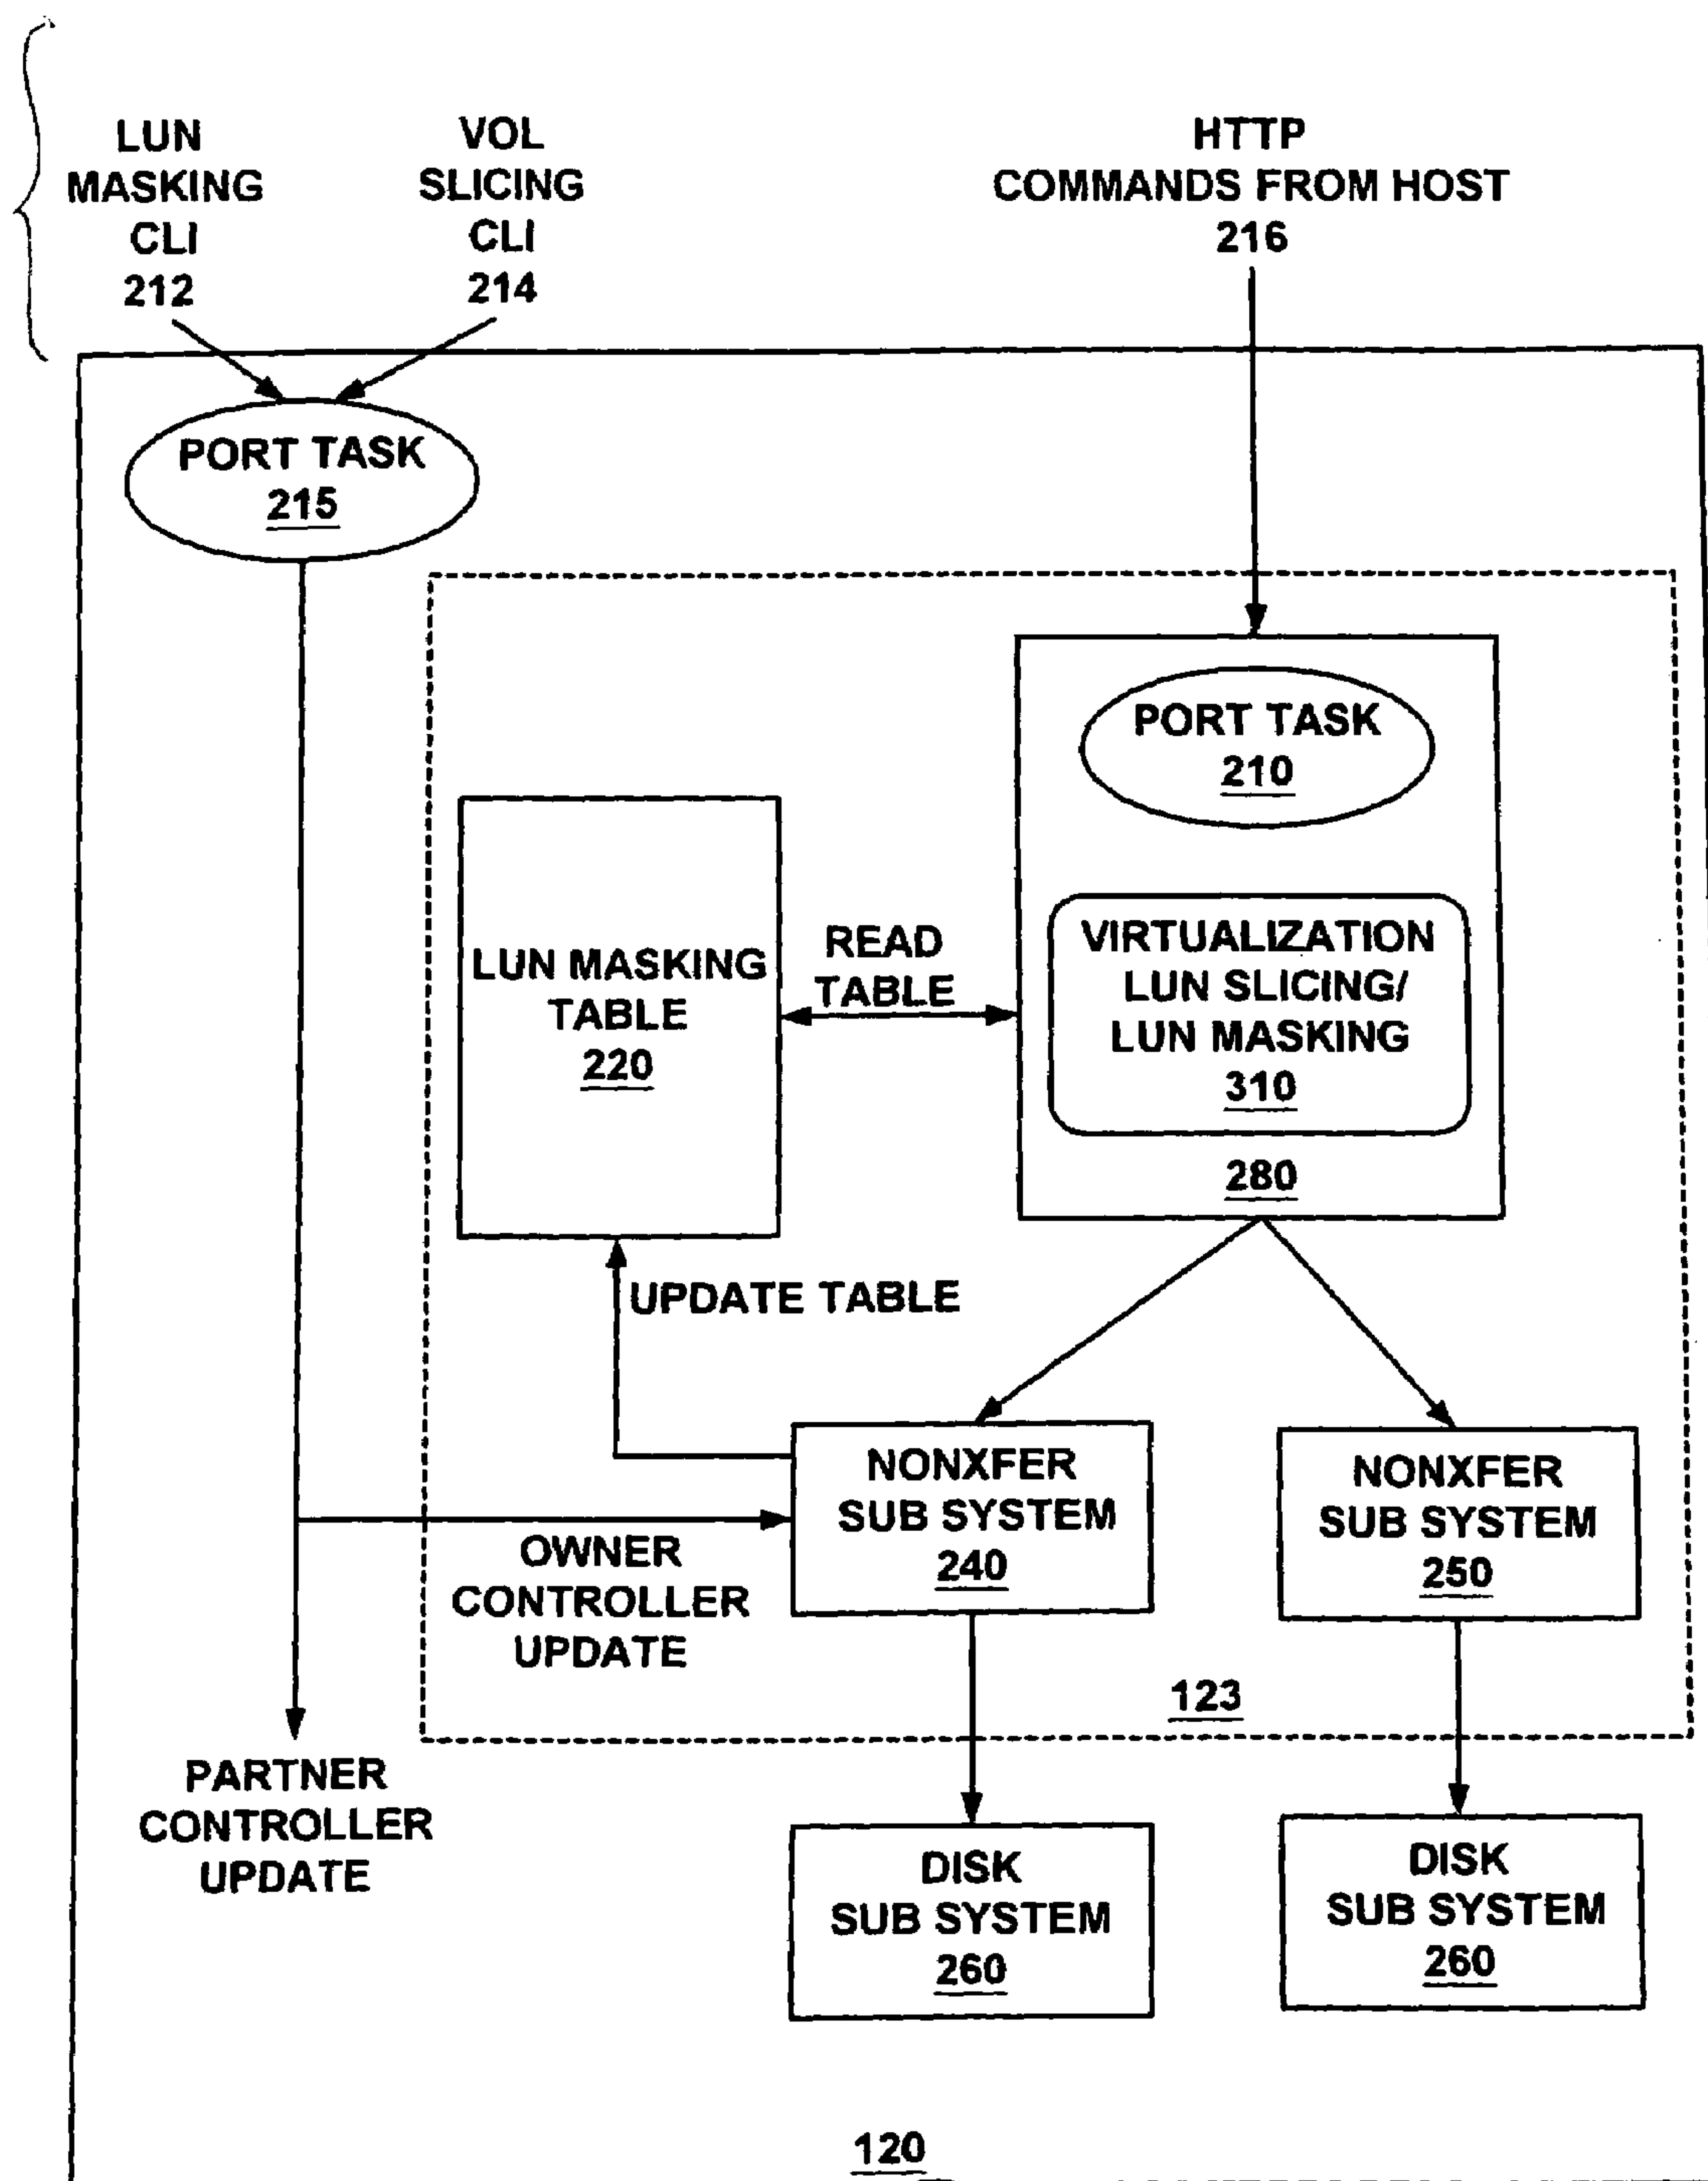 LUN
MASKING
CLI
212
VOL
SLICING
CLI
214
HTTP
COMMANDS FROM HOST
216
PORT TASK
215
PORT TASK
210
LUN MASKING
TABLE
220
READ
TABLE
VIRTUALIZATION
LUN SLICING/
LUN MASKING
310
280
UPDATE TABLE
NONXFER
SUB SYSTEM
240
NONXFER
SUB SYSTEM
250
OWNER
CONTROLLER
UPDATE
123
PARTNER
CONTROLLER
UPDATE
DISK
SUB SYSTEM
260
DISK
SUB SYSTEM
260
120